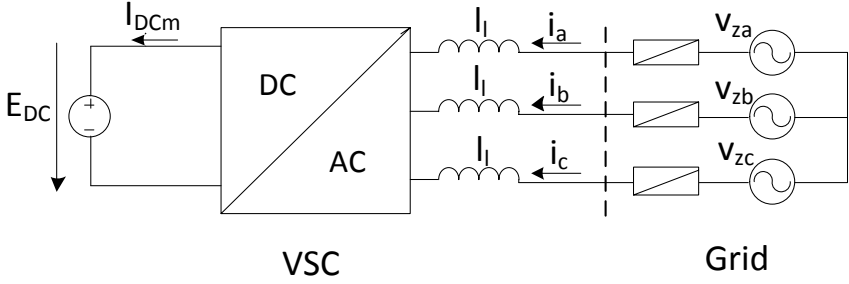 I_DCm
E_DC
+
−
DC
AC
l_l
l_l
l_l
i_a
i_b
i_c
v_za
v_zb
v_zc
VSC
Grid